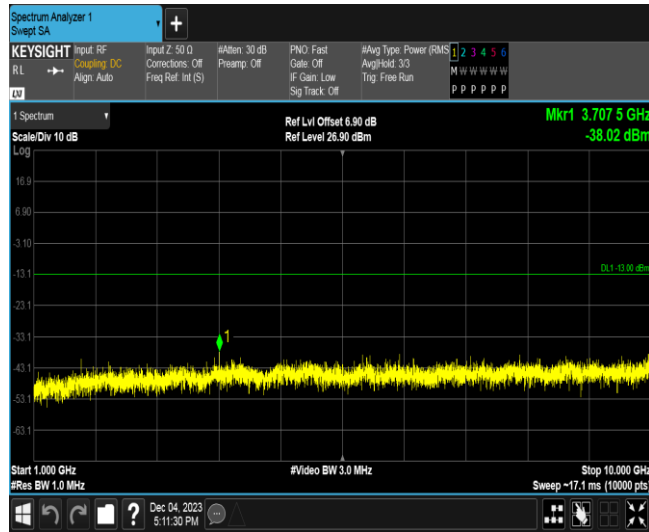 Spectrum Analyzer 1
Swept SA
+
KEYSIGHT Input: RF Input Z: 50 Ω #Atten: 30 dB PNO: Fast #Avg Type: Power (RMS 1 2 3 4 5 6
R L Coupling: DC Corrections: Off Preamp: Off Gate: Off Avg|Hold: 3/3 M W W W W W
Align: Auto Freq Ref: Int (S) IF Gain: Low Trig: Free Run
LXI Sig Track: Off P P P P P P
1 Spectrum Ref Lvl Offset 6.90 dB Mkr1 3.707 5 GHz
Scale/Div 10 dB Ref Level 26.90 dBm -38.02 dBm
Log
16.9
6.90
-3.10
DL1 -13.00 dBm
-13.1
-23.1
-33.1
1
-43.1
-53.1
-63.1
Start 1.000 GHz #Video BW 3.0 MHz Stop 10.000 GHz
#Res BW 1.0 MHz Sweep ~17.1 ms (10000 pts)
? Dec 04, 2023
5:11:30 PM